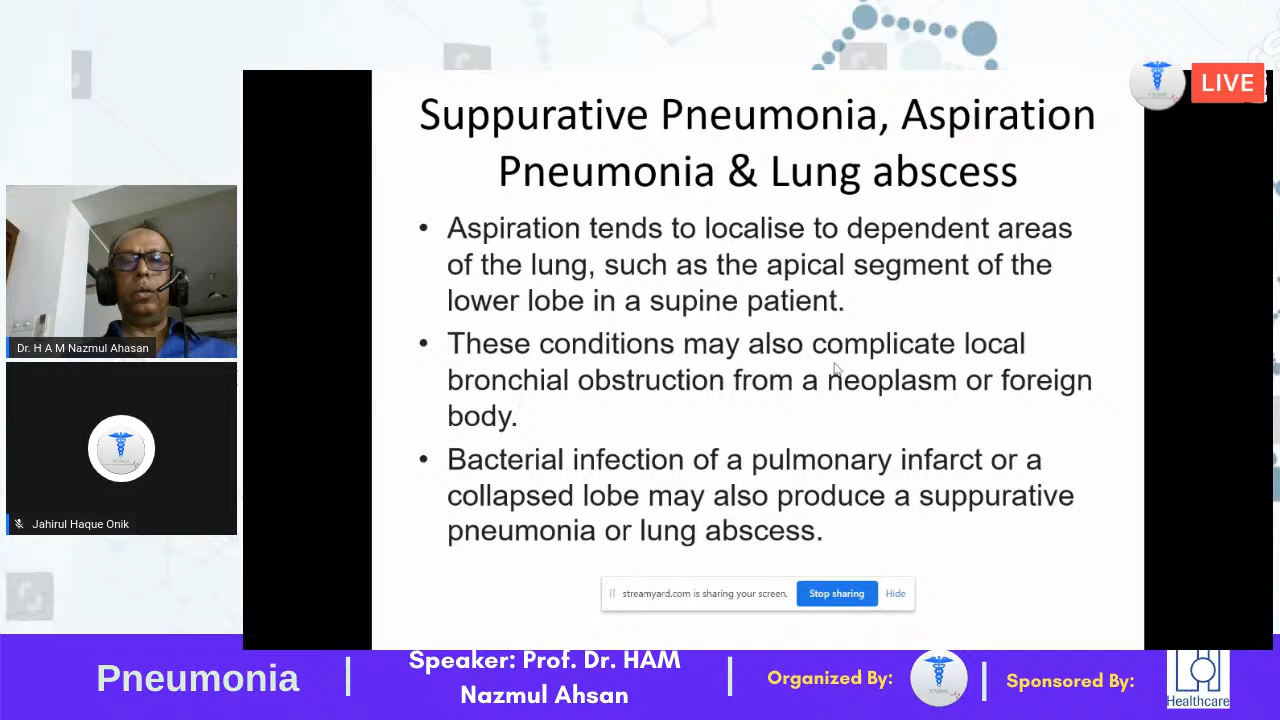 LIVE
Suppurative Pneumonia, Aspiration
Pneumonia & Lung abscess
• Aspiration tends to localise to dependent areas
of the lung, such as the apical segment of the
lower lobe in a supine patient.
• These conditions may also complicate local
bronchial obstruction from a neoplasm or foreign
body.
• Bacterial infection of a pulmonary infarct or a
collapsed lobe may also produce a suppurative
pneumonia or lung abscess.
Dr. H A M Nazmul Ahasan
Jahirul Haque Onik
streamyard.com is sharing your screen.
Stop sharing
Hide
Pneumonia
Speaker: Prof. Dr. HAM
Nazmul Ahsan
Organized By:
Sponsored By:
Healthcare